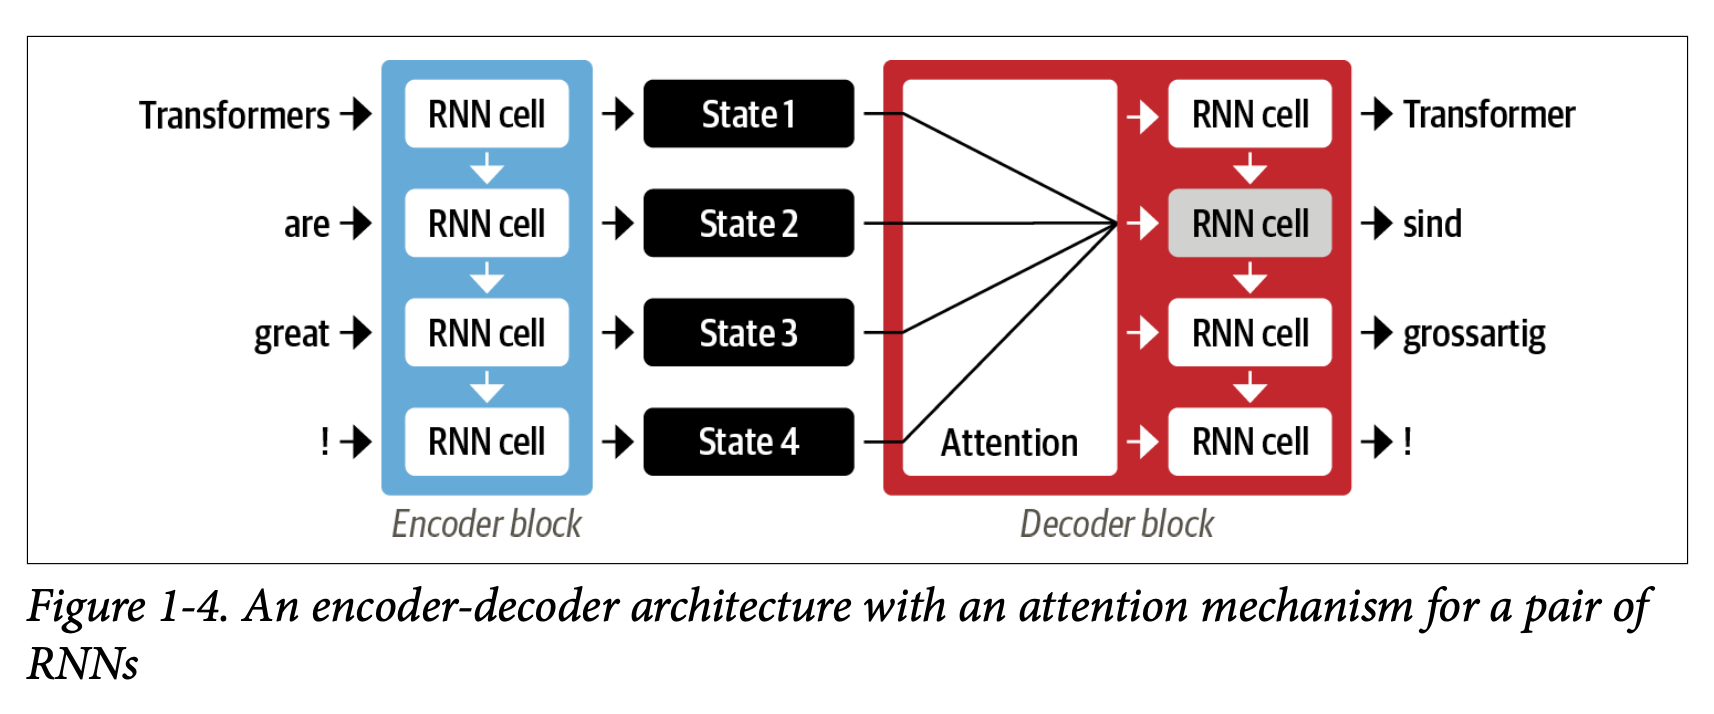 Transformers RNN cell State 1 RNN cell Transformer
are RNN cell State 2 RNN cell sind
great RNN cell State 3 RNN cell grossartig
! RNN cell State 4 Attention RNN cell !
Encoder block Decoder block
Figure 1-4. An encoder-decoder architecture with an attention mechanism for a pair of
RNNs